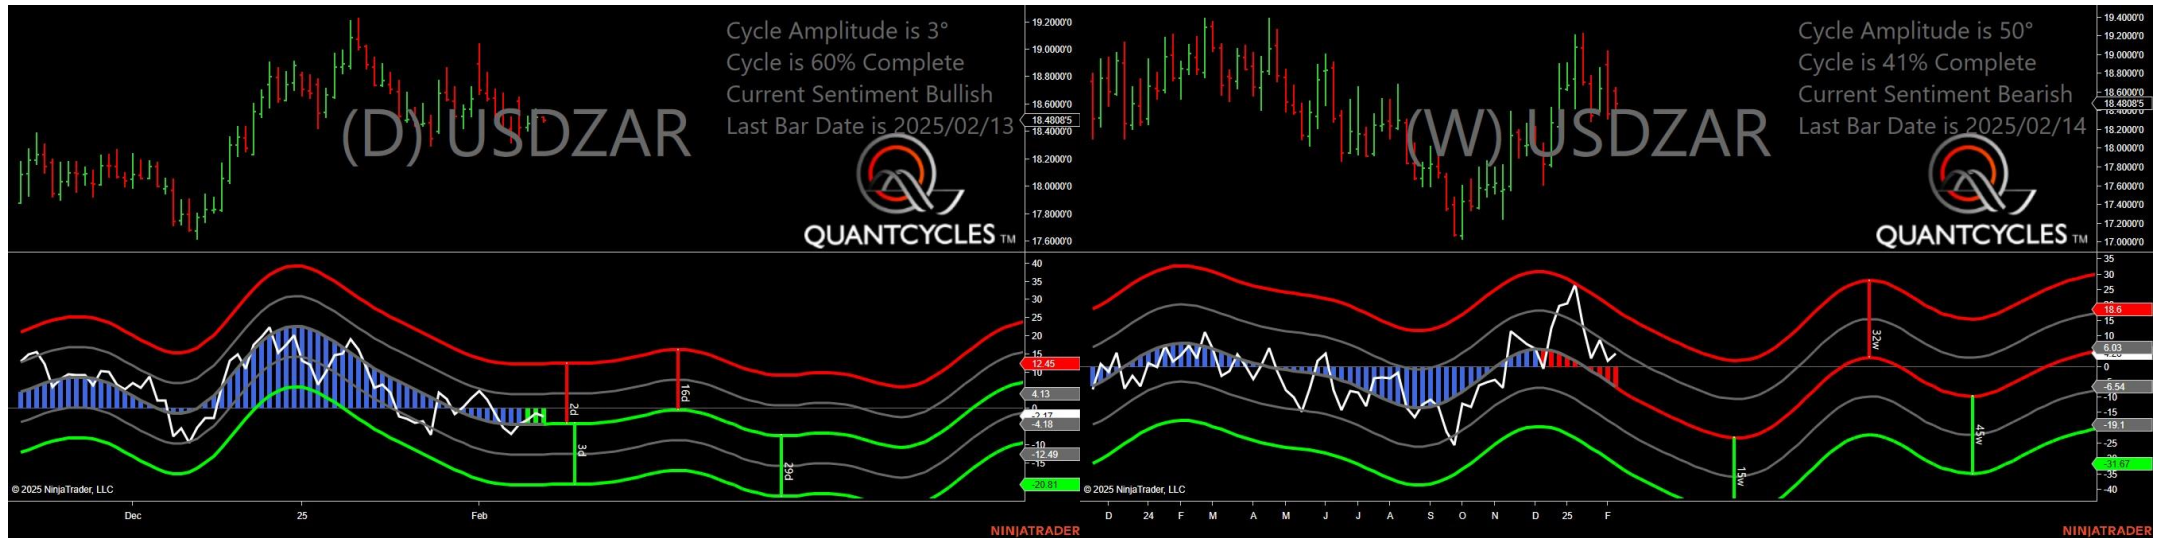 Cycle Amplitude is 3°
Cycle is 60% Complete
Current Sentiment Bullish
Last Bar Date is 2025/02/13
(D) USDZAR
QUANTCYCLES TM
19.2000'0
19.0000'0
18.8000'0
18.6000'0
18.4808'5
18.4000'0
18.2000'0
18.0000'0
17.8000'0
17.6000'0
40
35
30
25
20
15
12.45
10
4.13
0
-2.17
-4.18
-10
-12.49
-15
-20.81
2d
3d
16d
29d
© 2025 NinjaTrader, LLC
Dec
25
Feb
NINJATRADER
Cycle Amplitude is 50°
Cycle is 41% Complete
Current Sentiment Bearish
Last Bar Date is 2025/02/14
(W) USDZAR
QUANTCYCLES TM
19.4000'0
19.2000'0
19.0000'0
18.8000'0
18.6000'0
18.4808'5
18.2000'0
18.0000'0
17.8000'0
17.6000'0
17.4000'0
17.2000'0
17.0000'0
35
30
25
18.6
15
10
6.03
0
-6.54
-10
-15
-19.1
-25
-31.67
-35
-40
32w
15w
45w
© 2025 NinjaTrader, LLC
D
24
F
M
A
M
J
J
A
S
O
N
D
25
F
NINJATRADER